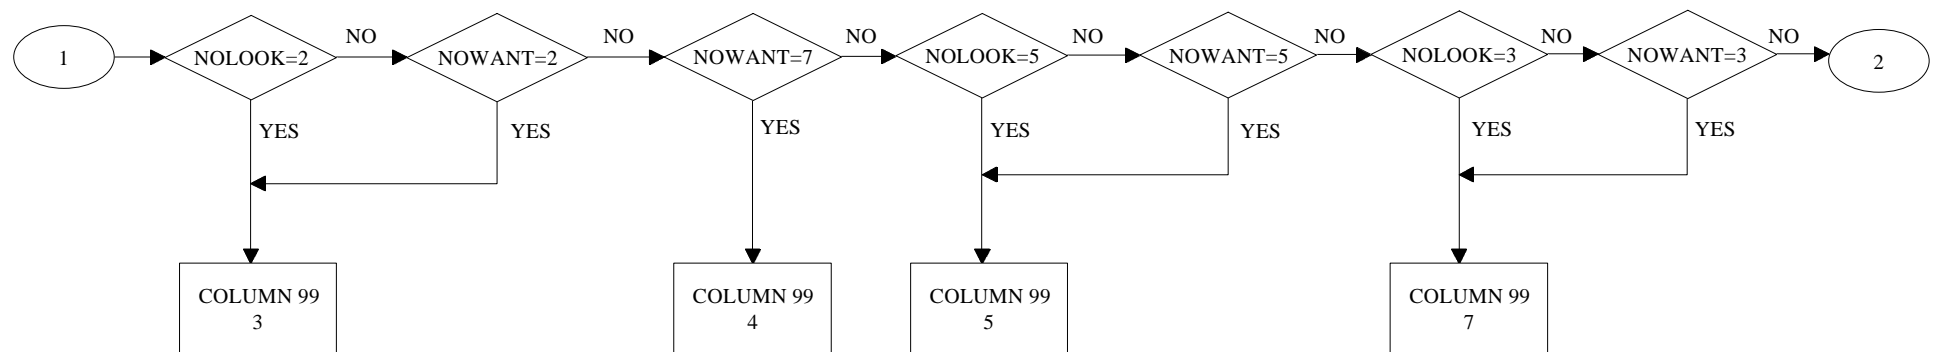 1
NOLOOK=2
NO
NOWANT=2
NO
NOWANT=7
NO
NOLOOK=5
NO
NOWANT=5
NO
NOLOOK=3
NO
NOWANT=3
NO
2
YES
YES
YES
YES
YES
YES
YES
COLUMN 99
3
COLUMN 99
4
COLUMN 99
5
COLUMN 99
7